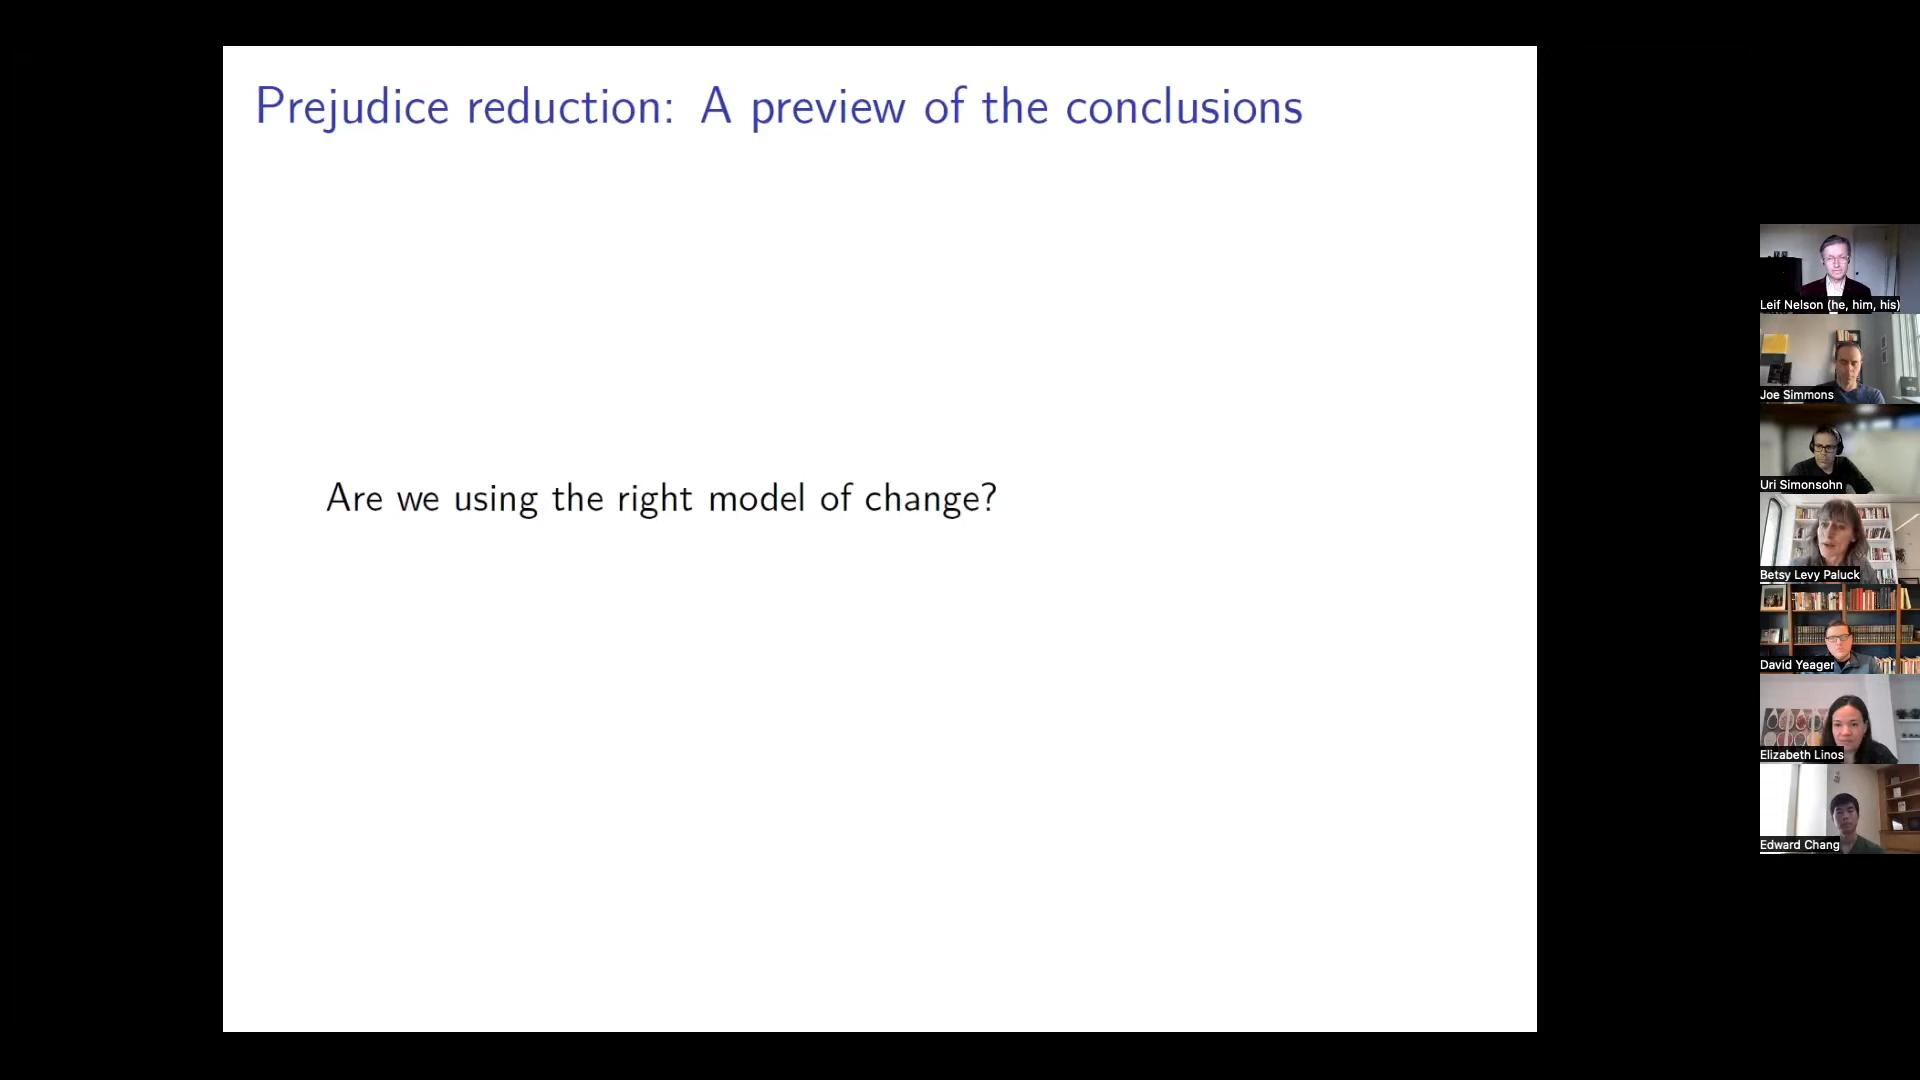 Prejudice reduction: A preview of the conclusions
Are we using the right model of change?
Leif Nelson (he, him, his)
Joe Simmons
Uri Simonsohn
Betsy Levy Paluck
David Yeager
Elizabeth Linos
Edward Chang